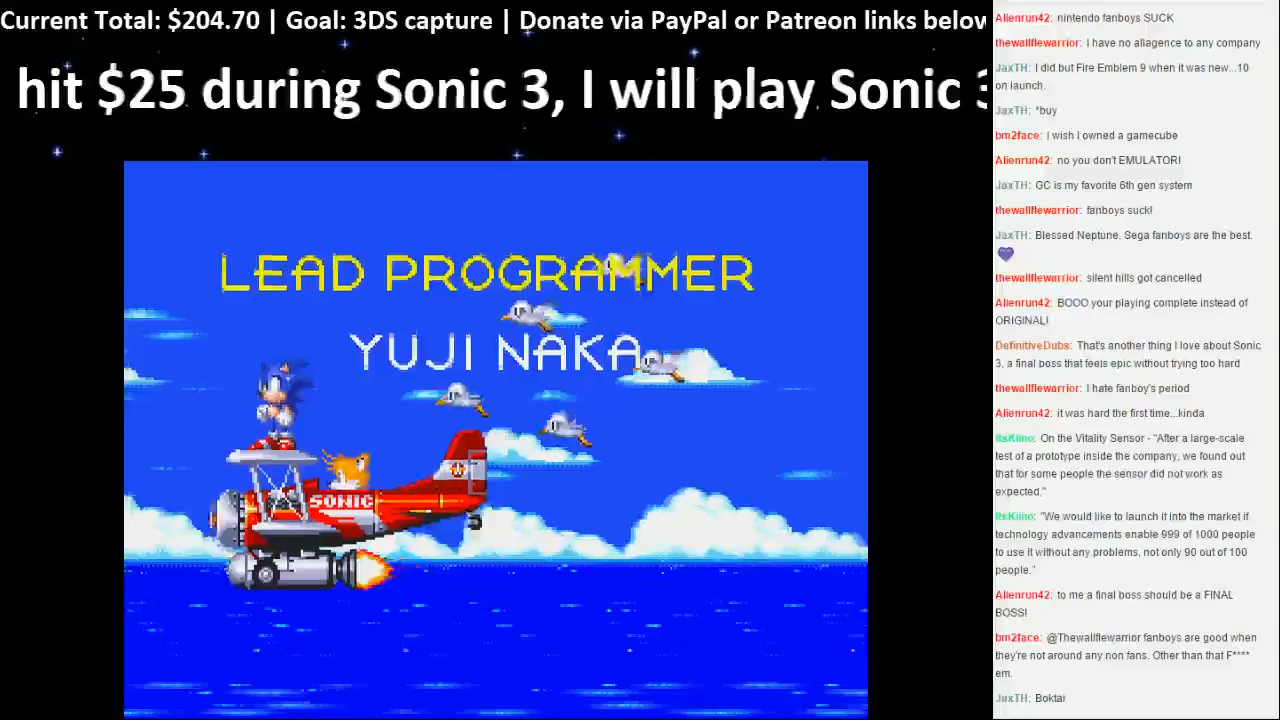 Current Total: $204.70 | Goal: 3DS capture | Donate via PayPal or Patreon links below
hit $25 during Sonic 3, I will play Sonic 3
LEAD PROGRAMMER
YUJI NAKA
SONIC
Alienrun42: nintendo fanboys SUCK
thewallflewarrior: I have no allagence to any company
JaxTH: I did but Fire Emblem 9 when it was new...10
on launch.
JaxTH: *buy
bm2face: I wish I owned a gamecube
Alienrun42: no you don't EMULATOR!
JaxTH: GC is my favorite 6th gen system
thewallflewarrior: fanboys suck!
JaxTH: Blessed Neptune, Sega fanboys are the best.
thewallflewarrior: silent hills got cancelled
Alienrun42: BOOO your playing complete instead of
ORIGINAL!
DefinitiveDubs: That's another thing I love about Sonic
3, a final boss that feels epic without trying too hard
thewallflewarrior: I hate fanboy's period
Alienrun42: it was hard the first time...kinda
ItsKiino: On the Vitality Sensor - "After a large-scale
test of a prototype inside the company, we found out
that for some people the sensor did not work as
expected."
ItsKiino: "We would like to launch it into the market if
technology advancements enable 999 of 1000 people
to use it without any problems, not only 90 out of 100
people."
Alienrun42: to me a final boss should be a FINAL
BOSS!
bm2face: @Thewallflewarrior fanboys are good when
they're not around any non fans. Other than that F****
em.
JaxTH: Boktai